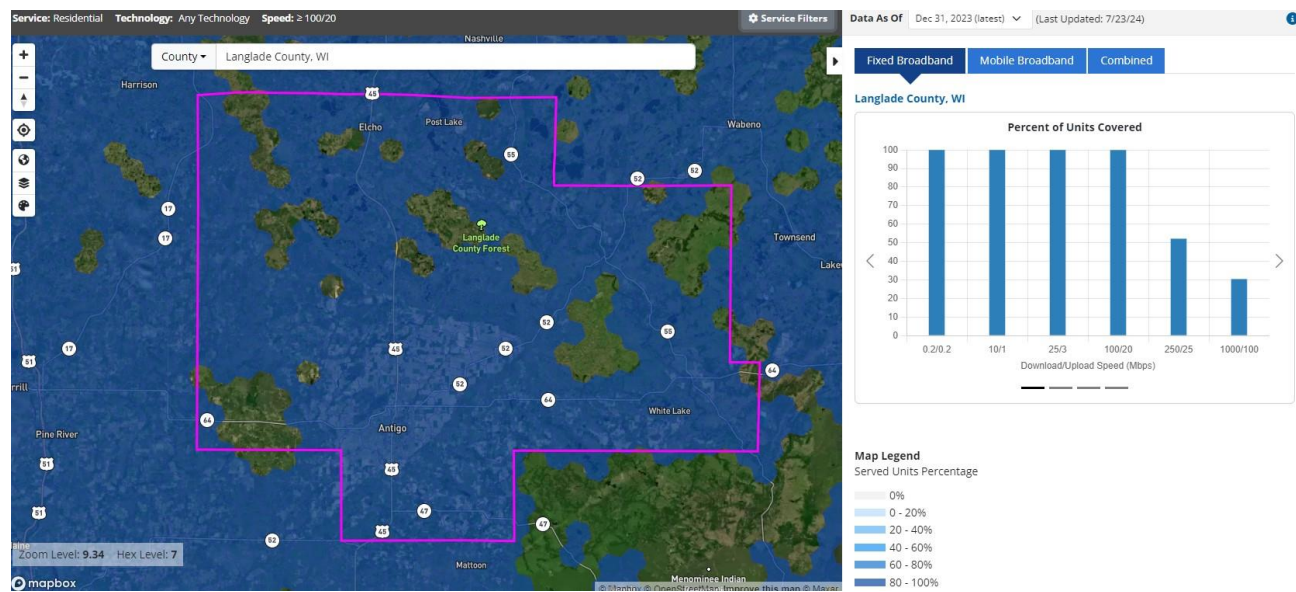 Service: Residential Technology: Any Technology Speed: ≥ 100/20
Service Filters
Data As Of Dec 31, 2023 (latest) (Last Updated: 7/23/24)
County
Langlade County, WI
Fixed Broadband
Mobile Broadband
Combined
Langlade County, WI
Percent of Units Covered
100
90
80
70
60
50
40
30
20
10
0
0.2/0.2
10/1
25/3
100/20
250/25
1000/100
Download/Upload Speed (Mbps)
Map Legend
Served Units Percentage
0%
0 - 20%
20 - 40%
40 - 60%
60 - 80%
80 - 100%
Nashville
Harrison
45
Elcho
Post Lake
Wabeno
55
52
52
17
17
Langlade
County Forest
Townsend
51
52
55
17
45
52
51
64
52
64
White Lake
64
Antigo
Pine River
51
45
51
47
47
45
52
Mattoon
Menominee Indian
Zoom Level: 9.34 Hex Level: 7
mapbox
© Mapbox © OpenStreetMap Improve this map © Maxar